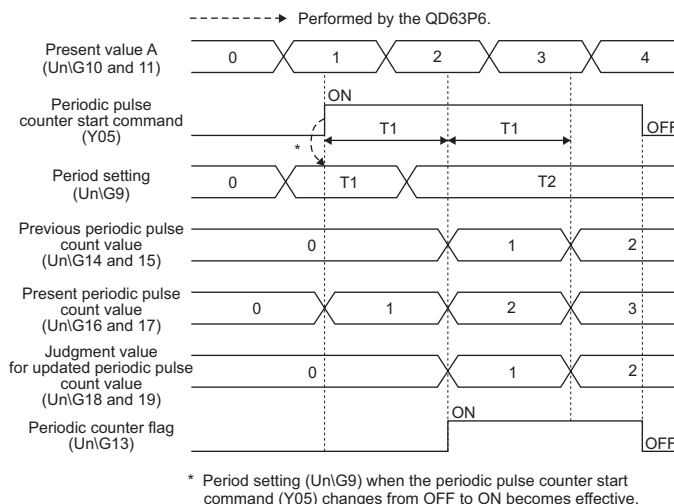 Performed by the QD63P6.
Present value A
(Un\G10 and 11)
0 1 2 3 4
Periodic pulse
counter start command
(Y05)
ON
OFF
T1 T1
*
Period setting
(Un\G9)
0 T1 T2
Previous periodic pulse
count value
(Un\G14 and 15)
0 1 2
Present periodic pulse
count value
(Un\G16 and 17)
0 1 2 3
Judgment value
for updated periodic pulse
count value
(Un\G18 and 19)
0 1 2
Periodic counter flag
(Un\G13)
ON
OFF
* Period setting (Un\G9) when the periodic pulse counter start
command (Y05) changes from OFF to ON becomes effective.